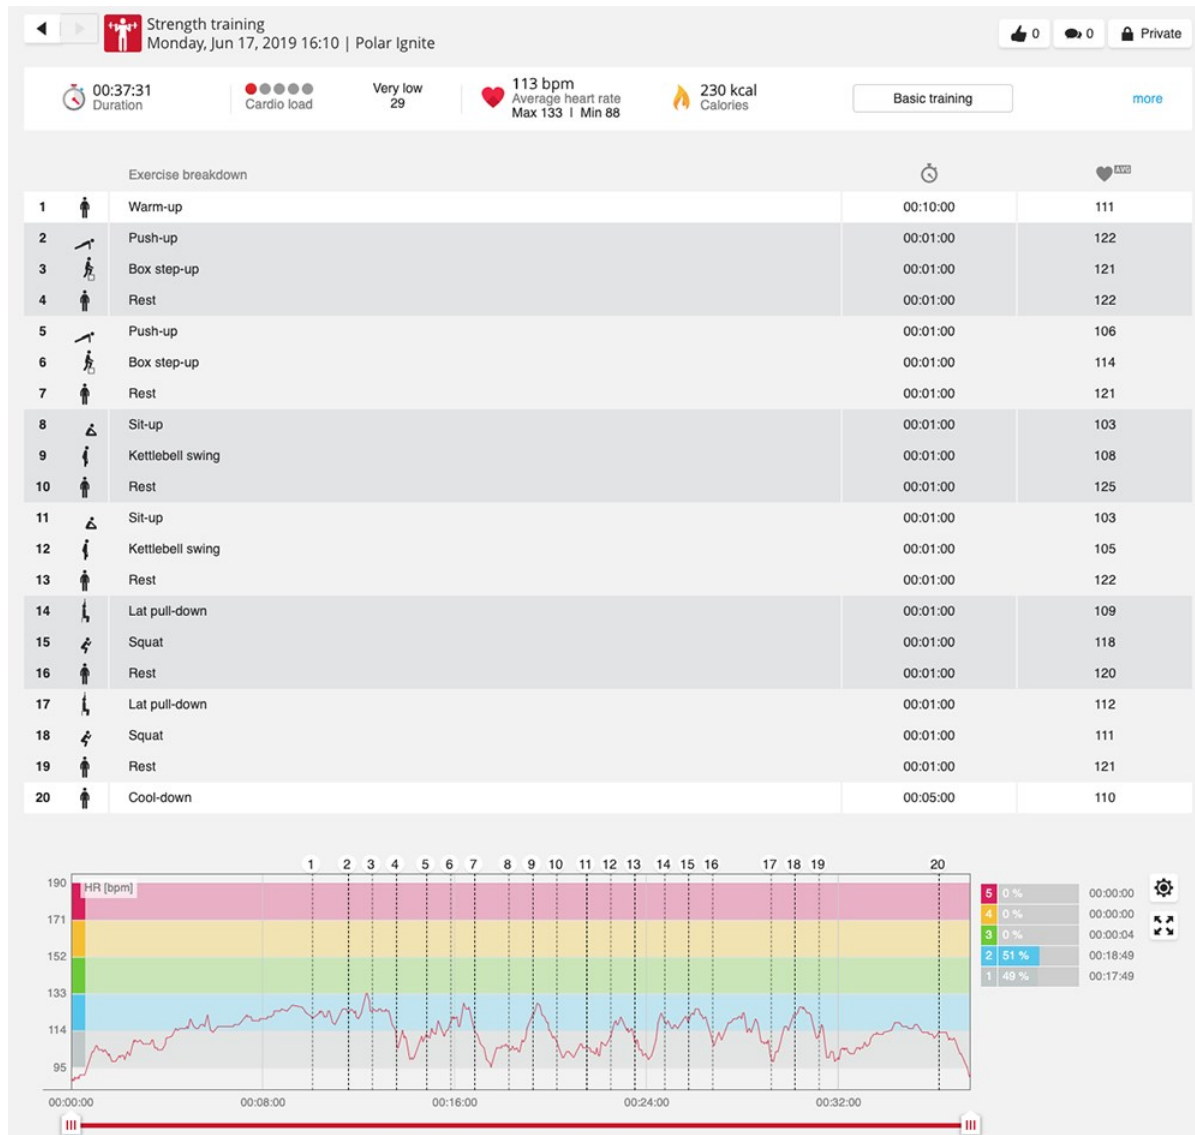 Strength training
Monday, Jun 17, 2019 16:10 | Polar Ignite
0 0 Private
00:37:31
Duration
Cardio load
Very low
29
113 bpm
Average heart rate
Max 133 | Min 88
230 kcal
Calories
Basic training
more
Exercise breakdown AVG
1 Warm-up 00:10:00 111
2 Push-up 00:01:00 122
3 Box step-up 00:01:00 121
4 Rest 00:01:00 122
5 Push-up 00:01:00 106
6 Box step-up 00:01:00 114
7 Rest 00:01:00 121
8 Sit-up 00:01:00 103
9 Kettlebell swing 00:01:00 108
10 Rest 00:01:00 125
11 Sit-up 00:01:00 103
12 Kettlebell swing 00:01:00 105
13 Rest 00:01:00 122
14 Lat pull-down 00:01:00 109
15 Squat 00:01:00 118
16 Rest 00:01:00 120
17 Lat pull-down 00:01:00 112
18 Squat 00:01:00 111
19 Rest 00:01:00 121
20 Cool-down 00:05:00 110
1 2 3 4 5 6 7 8 9 10 11 12 13 14 15 16 17 18 19 20
HR [bpm]
190
171
152
133
114
95
00:00:00 00:08:00 00:16:00 00:24:00 00:32:00
5 0 % 00:00:00
4 0 % 00:00:00
3 0 % 00:00:04
2 51 % 00:18:49
1 49 % 00:17:49